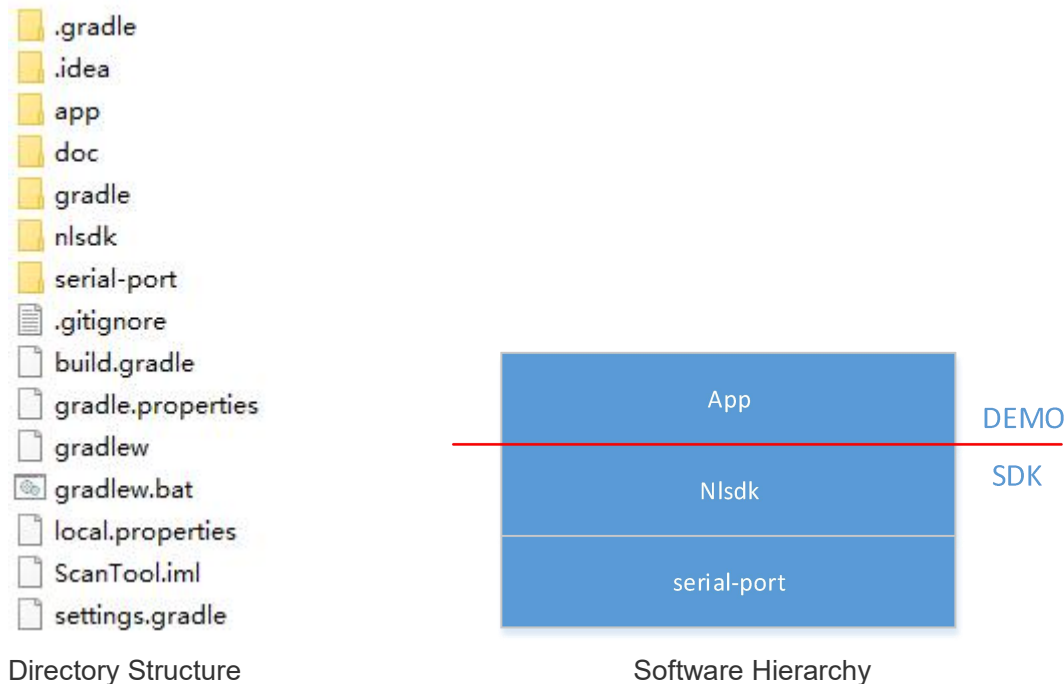 .gradle
.idea
app
doc
gradle
nlsdk
serial-port
.gitignore
build.gradle
gradle.properties
gradlew
gradlew.bat
local.properties
ScanTool.iml
settings.gradle
Directory Structure
App
DEMO
SDK
Nlsdk
serial-port
Software Hierarchy